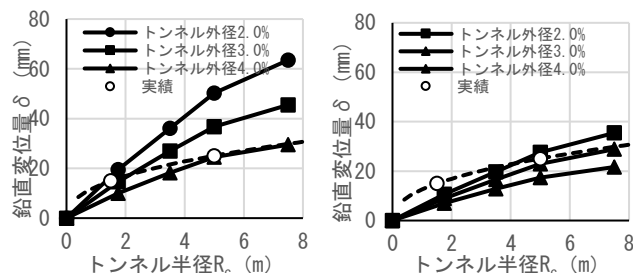 鉛直変位量δ (mm)
80
60
40
20
0
トンネル外径2.0%
トンネル外径3.0%
トンネル外径4.0%
実績
0 2 4 6 8
トンネル半径Rc (m)
鉛直変位量δ (mm)
80
60
40
20
0
トンネル外径2.0%
トンネル外径3.0%
トンネル外径4.0%
実績
0 2 4 6 8
トンネル半径Rc (m)